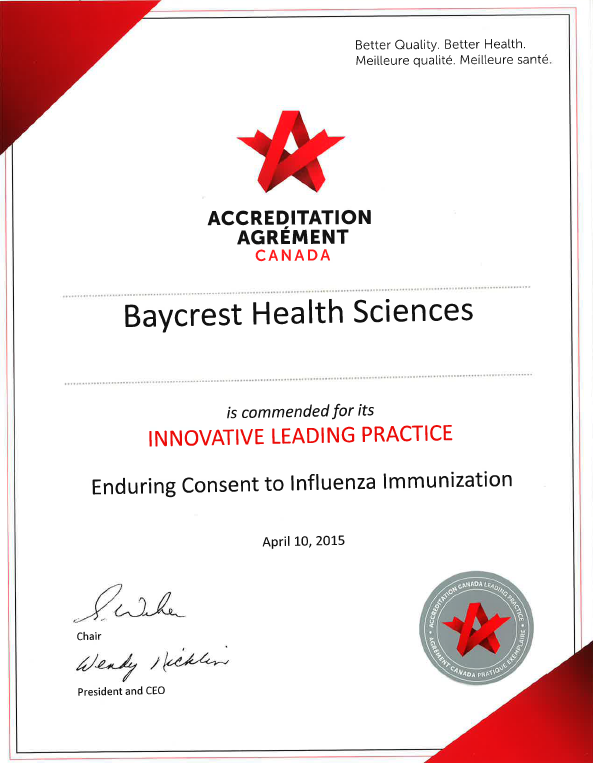 Better Quality. Better Health.
Meilleure qualité. Meilleure santé.
ACCREDITATION
AGRÉMENT
CANADA
Baycrest Health Sciences
is commended for its
INNOVATIVE LEADING PRACTICE
Enduring Consent to Influenza Immunization
April 10, 2015
Chair
Wendy Nicklin
President and CEO
ACCREDITATION CANADA LEADING PRACTICE
AGRÉMENT CANADA PRATIQUE EXEMPLAIRE